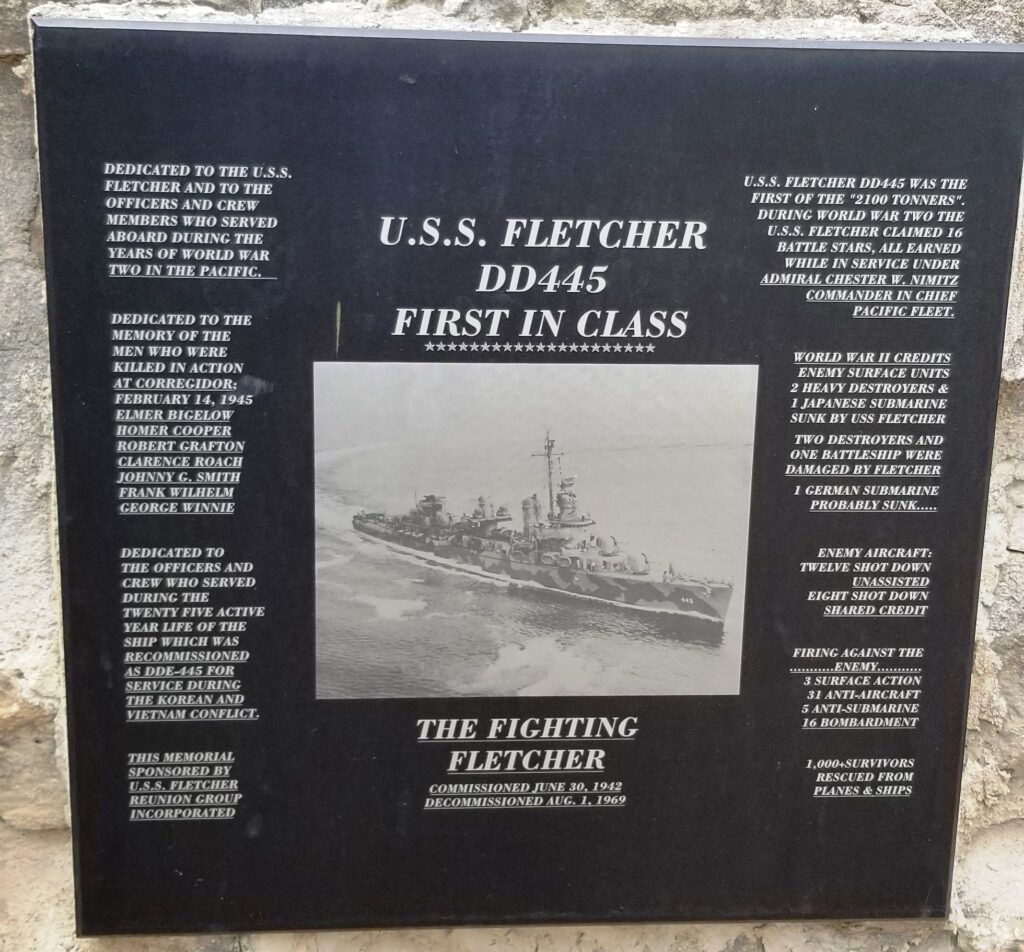 DEDICATED TO THE U.S.S.
FLETCHER AND TO THE
OFFICERS AND CREW
MEMBERS WHO SERVED
ABOARD DURING THE
YEARS OF WORLD WAR
TWO IN THE PACIFIC.
DEDICATED TO THE
MEMORY OF THE
MEN WHO WERE
KILLED IN ACTION
AT CORREGIDOR;
FEBRUARY 14, 1945
ELMER BIGELOW
HOMER COOPER
ROBERT GRAFTON
CLARENCE ROACH
JOHNNY G. SMITH
FRANK WILHELM
GEORGE WINNIE
DEDICATED TO
THE OFFICERS AND
CREW WHO SERVED
DURING THE
TWENTY FIVE ACTIVE
YEAR LIFE OF THE
SHIP WHICH WAS
RECOMMISSIONED
AS DDE-445 FOR
SERVICE DURING
THE KOREAN AND
VIETNAM CONFLICT.
THIS MEMORIAL
SPONSORED BY
U.S.S. FLETCHER
REUNION GROUP
INCORPORATED
U.S.S. FLETCHER
DD445
FIRST IN CLASS
★★★★★★★★★★★★★★★★★★★★
445
THE FIGHTING
FLETCHER
COMMISSIONED JUNE 30, 1942
DECOMMISSIONED AUG. 1, 1969
U.S.S. FLETCHER DD445 WAS THE
FIRST OF THE "2100 TONNERS".
DURING WORLD WAR TWO THE
U.S.S. FLETCHER CLAIMED 16
BATTLE STARS, ALL EARNED
WHILE IN SERVICE UNDER
ADMIRAL CHESTER W. NIMITZ
COMMANDER IN CHIEF
PACIFIC FLEET.
WORLD WAR II CREDITS
ENEMY SURFACE UNITS
2 HEAVY DESTROYERS &
1 JAPANESE SUBMARINE
SUNK BY USS FLETCHER
TWO DESTROYERS AND
ONE BATTLESHIP WERE
DAMAGED BY FLETCHER
1 GERMAN SUBMARINE
PROBABLY SUNK.....
ENEMY AIRCRAFT:
TWELVE SHOT DOWN
UNASSISTED
EIGHT SHOT DOWN
SHARED CREDIT
FIRING AGAINST THE
..........ENEMY..........
3 SURFACE ACTION
31 ANTI-AIRCRAFT
5 ANTI-SUBMARINE
16 BOMBARDMENT
1,000+SURVIVORS
RESCUED FROM
PLANES & SHIPS